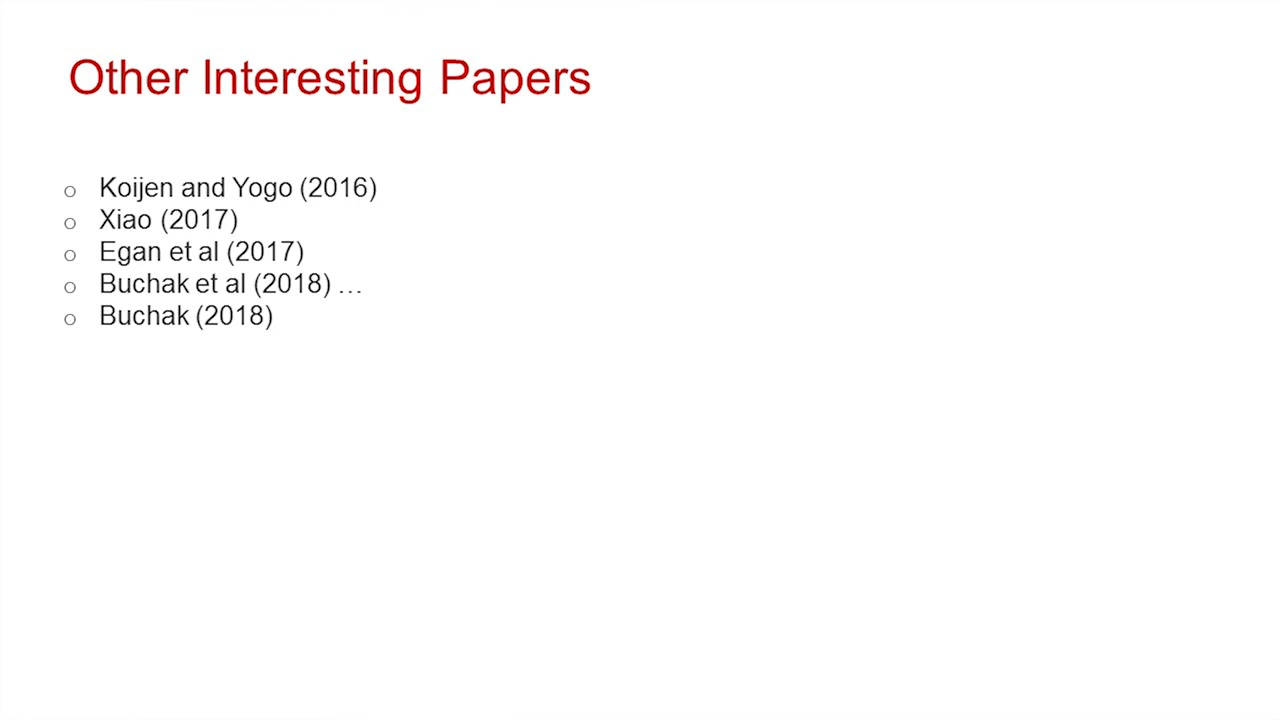 Other Interesting Papers
o Koijen and Yogo (2016)
o Xiao (2017)
o Egan et al (2017)
o Buchak et al (2018) …
o Buchak (2018)